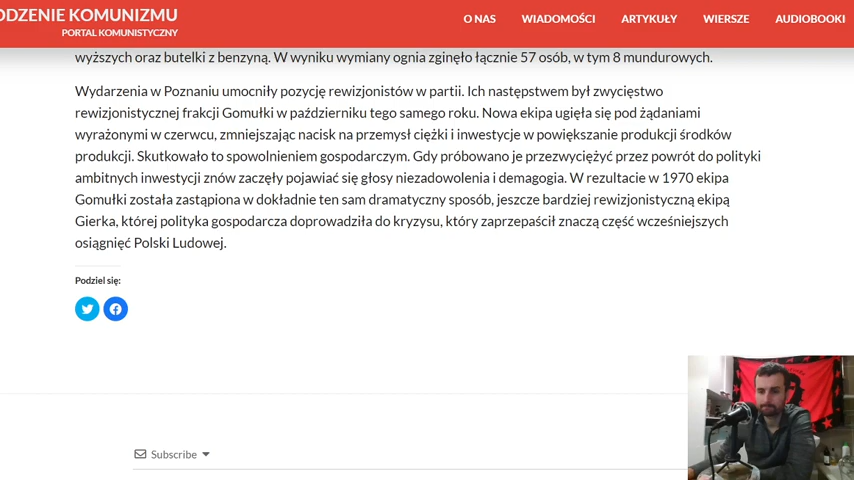 ODZENIE KOMUNIZMU
PORTAL KOMUNISTYCZNY
O NAS WIADOMOŚCI ARTYKUŁY WIERSZE AUDIOBOOKI
wyższych oraz butelki z benzyną. W wyniku wymiany ognia zginęło łącznie 57 osób, w tym 8 mundurowych.
Wydarzenia w Poznaniu umocniły pozycję rewizjonistów w partii. Ich następstwem był zwycięstwo
rewizjonistycznej frakcji Gomułki w październiku tego samego roku. Nowa ekipa ugięła się pod żądaniami
wyrażonymi w czerwcu, zmniejszając nacisk na przemysł ciężki i inwestycje w powiększanie produkcji środków
produkcji. Skutkowało to spowolnieniem gospodarczym. Gdy próbowano je przezwyciężyć przez powrót do polityki
ambitnych inwestycji znów zaczęły pojawiać się głosy niezadowolenia i demagogia. W rezultacie w 1970 ekipa
Gomułki została zastąpiona w dokładnie ten sam dramatyczny sposób, jeszcze bardziej rewizjonistyczną ekipą
Gierka, której polityka gospodarcza doprowadziła do kryzysu, który zaprzepaścił znaczą część wcześniejszych
osiągnięć Polski Ludowej.
Podziel się:
Subscribe